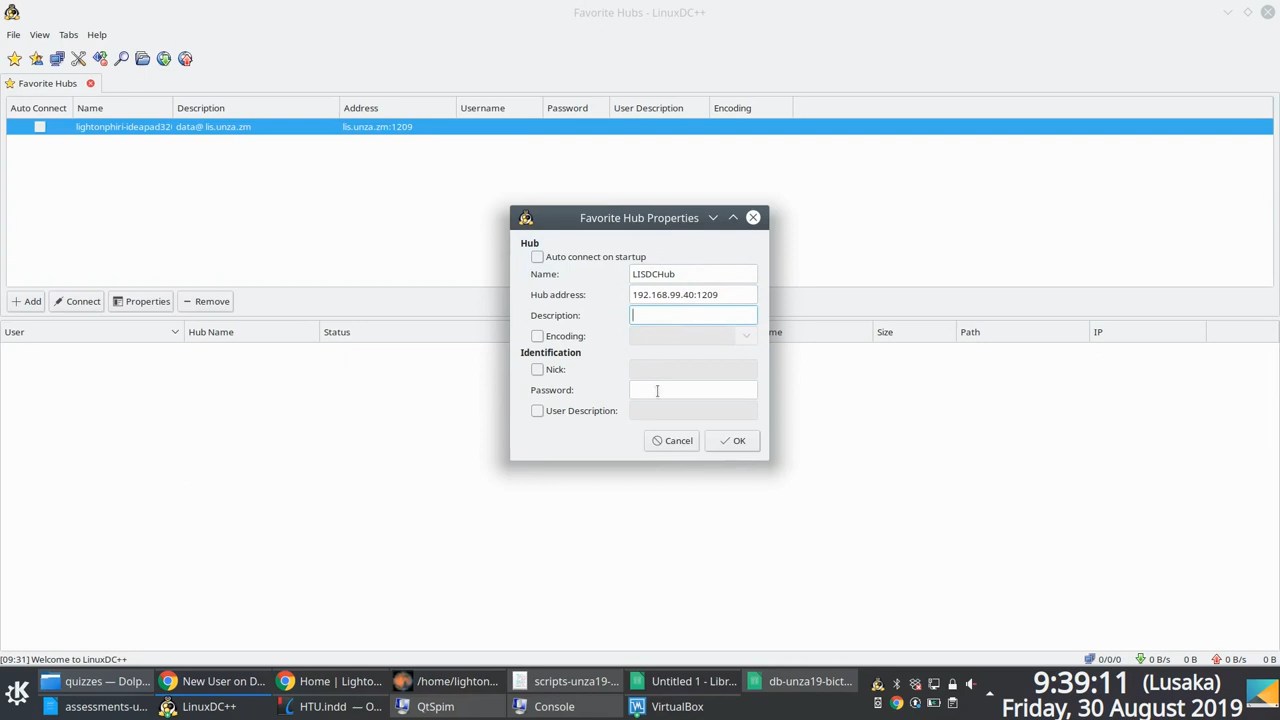 Favorite Hubs - LinuxDC++
File View Tabs Help
Favorite Hubs
Auto Connect Name Description Address Username Password User Description Encoding
lightonphiri-ideapad32 data@lis.unza.zm lis.unza.zm:1209
Favorite Hub Properties
Hub
Auto connect on startup
Name: LISDCHub
Hub address: 192.168.99.40:1209
Description:
Encoding:
Identification
Nick:
Password:
User Description:
Cancel OK
Add Connect Properties Remove
User Hub Name Status me Size Path IP
[09:31] Welcome to LinuxDC++ 0/0/0 0 B/s 0 B 0 B/s 0 B
quizzes — Dolp... New User on D... Home | Lighto... /home/lighton... scripts-unza19-... Untitled 1 - Libr... db-unza19-bict...
assessments-u... LinuxDC++ HTU.indd — O... QtSpim Console VirtualBox
9:39:11 (Lusaka)
Friday, 30 August 2019